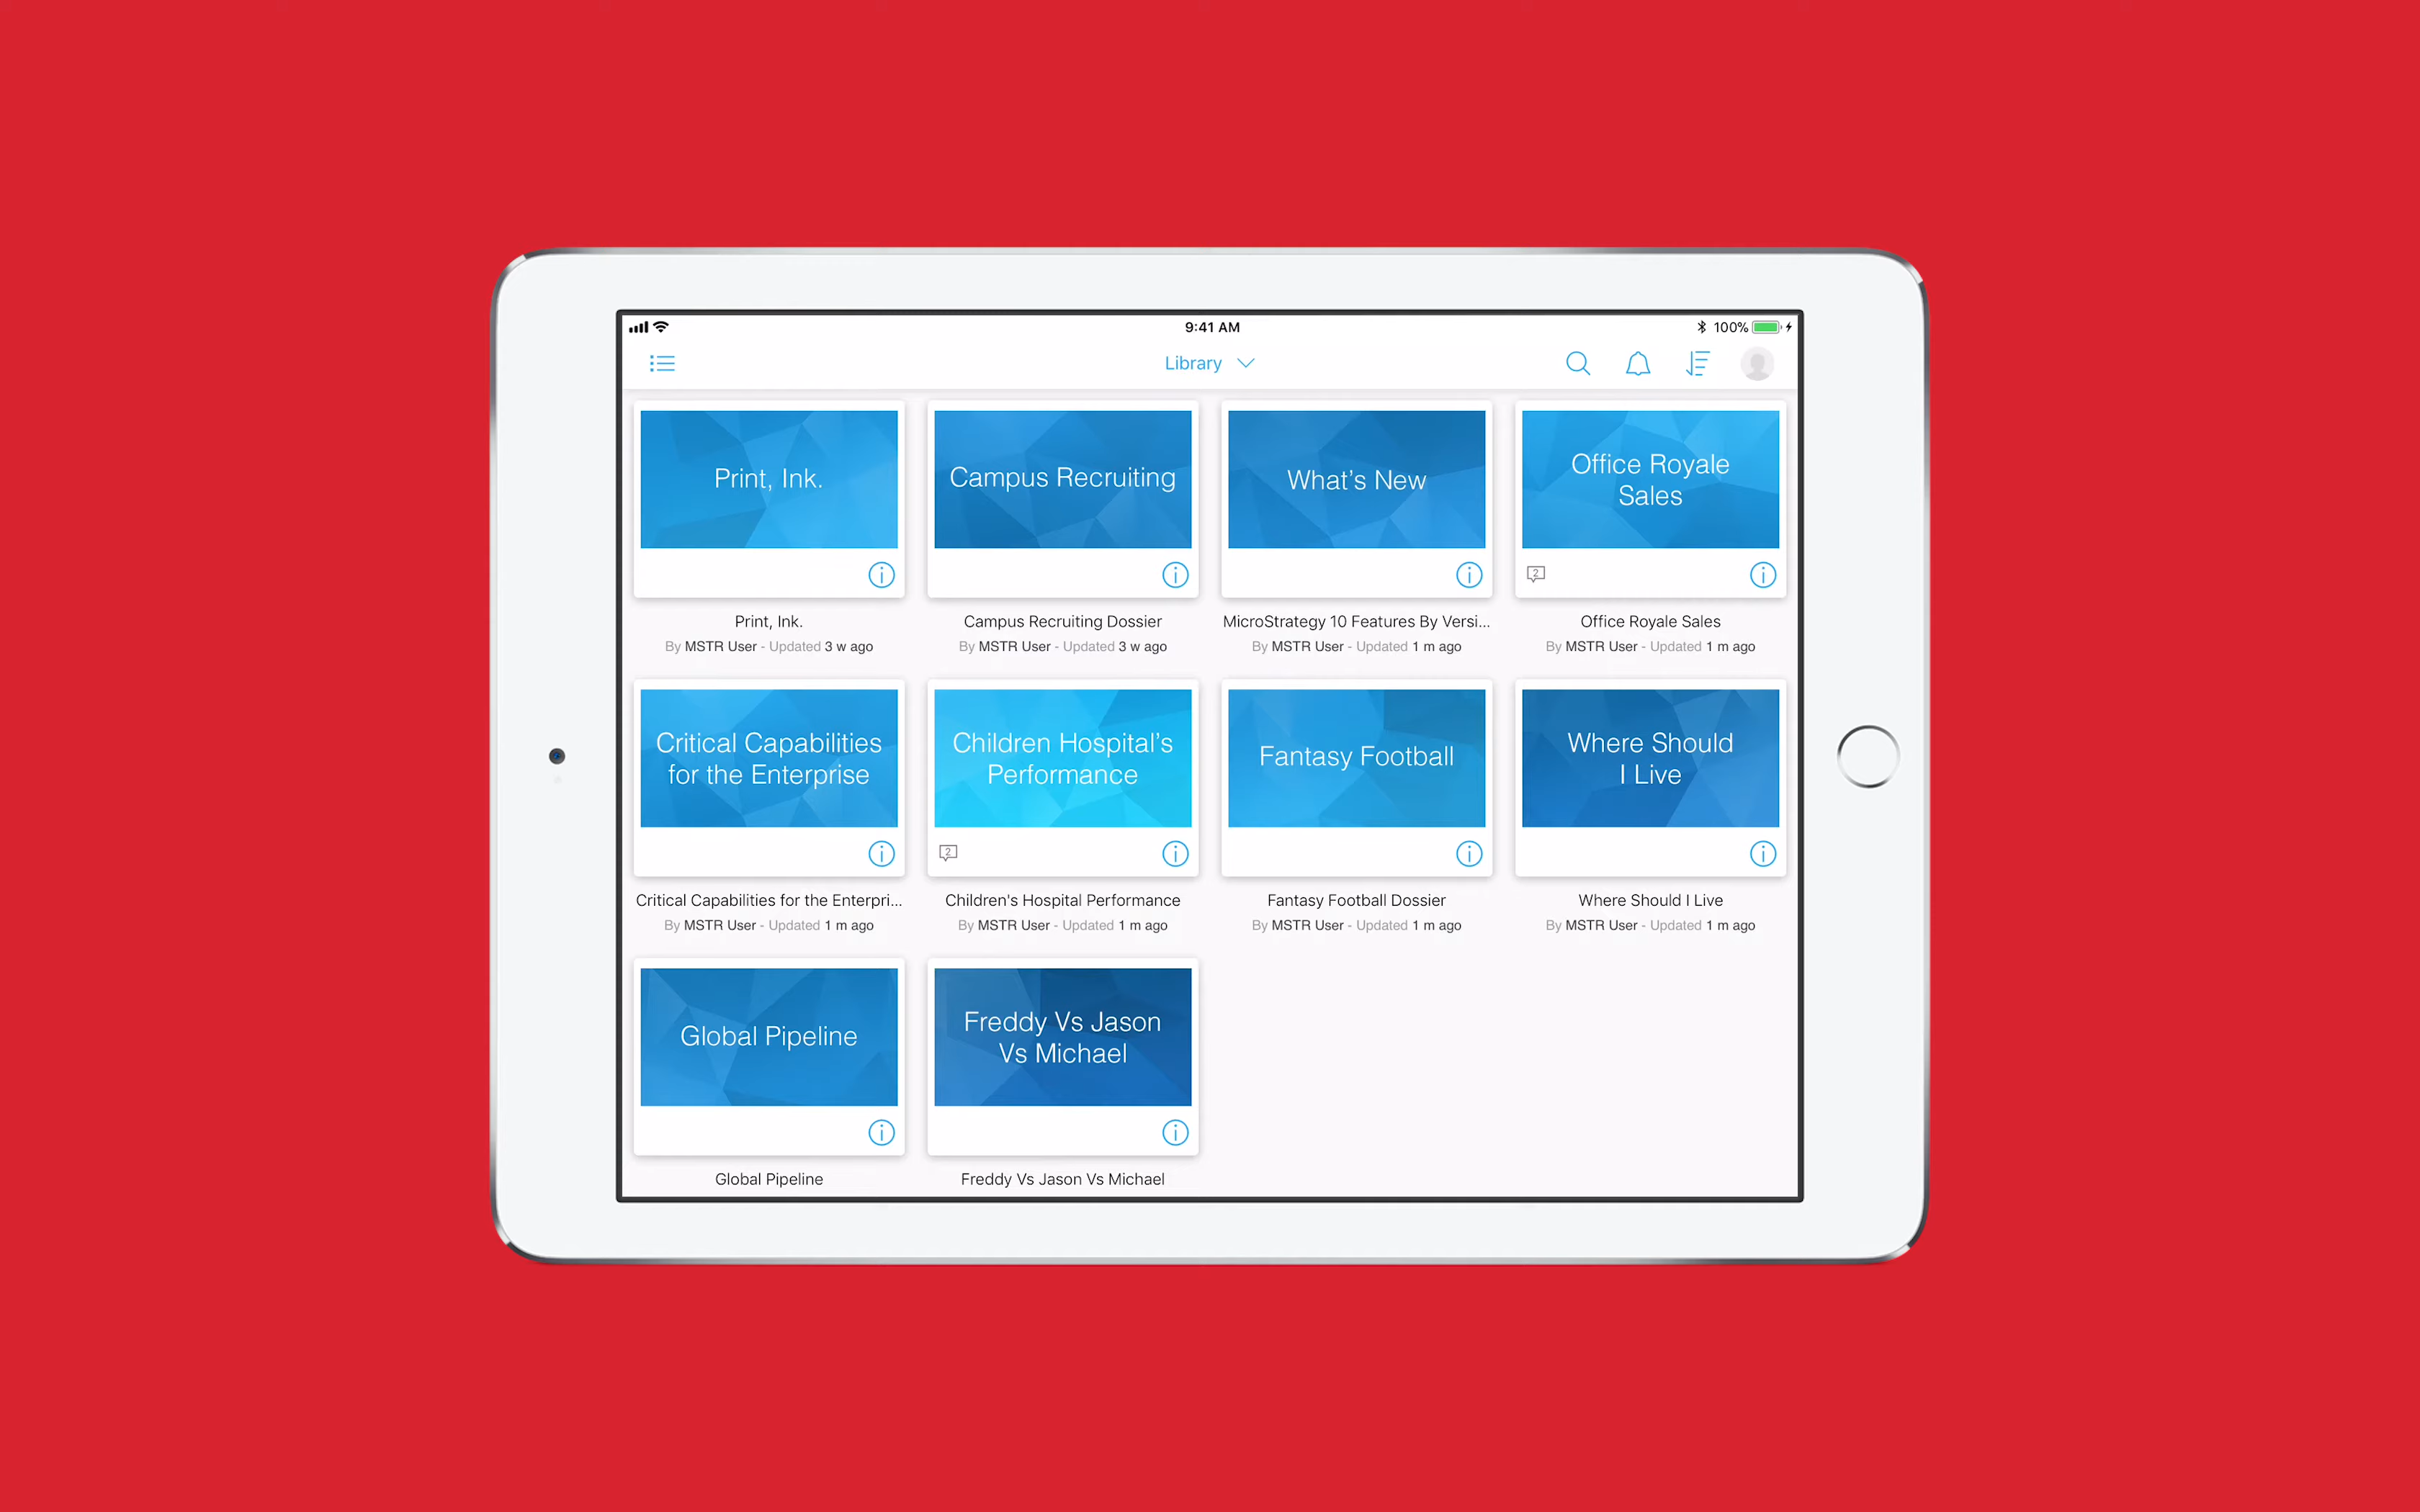 9:41 AM
100%
Library
Print, Ink.
Campus Recruiting
What's New
Office Royale
Sales
2
Print, Ink.
By MSTR User - Updated 3 w ago
Campus Recruiting Dossier
By MSTR User - Updated 3 w ago
MicroStrategy 10 Features By Versi...
By MSTR User - Updated 1 m ago
Office Royale Sales
By MSTR User - Updated 1 m ago
Critical Capabilities
for the Enterprise
Children Hospital's
Performance
Fantasy Football
Where Should
I Live
2
Critical Capabilities for the Enterpri...
By MSTR User - Updated 1 m ago
Children's Hospital Performance
By MSTR User - Updated 1 m ago
Fantasy Football Dossier
By MSTR User - Updated 1 m ago
Where Should I Live
By MSTR User - Updated 1 m ago
Global Pipeline
Freddy Vs Jason
Vs Michael
Global Pipeline
Freddy Vs Jason Vs Michael